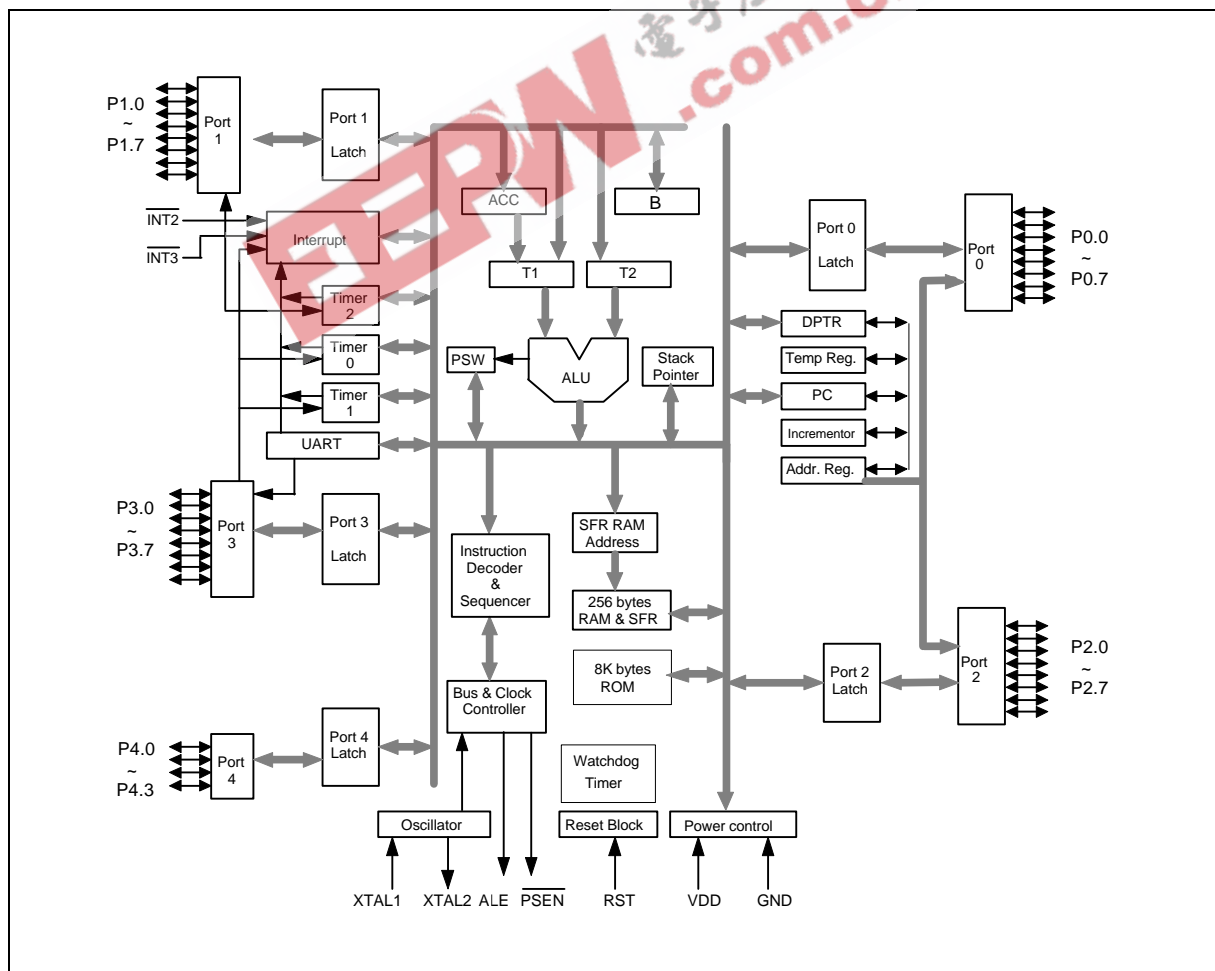 電子
EEPW
.com.c
P1.0
~
P1.7
Port
1
Port 1
Latch
INT2
INT3
Interrupt
ACC
B
T1
T2
Timer
2
Timer
0
Timer
1
UART
PSW
ALU
Stack
Pointer
Port 0
Latch
Port
0
P0.0
~
P0.7
DPTR
Temp Reg.
PC
Incrementor
Addr. Reg.
P3.0
~
P3.7
Port
3
Port 3
Latch
Instruction
Decoder
&
Sequencer
SFR RAM
Address
256 bytes
RAM & SFR
8K bytes
ROM
Port 2
Latch
Port
2
P2.0
~
P2.7
Bus & Clock
Controller
P4.0
~
P4.3
Port
4
Port 4
Latch
Watchdog
Timer
Oscillator
Reset Block
Power control
XTAL1
XTAL2
ALE
PSEN
RST
VDD
GND